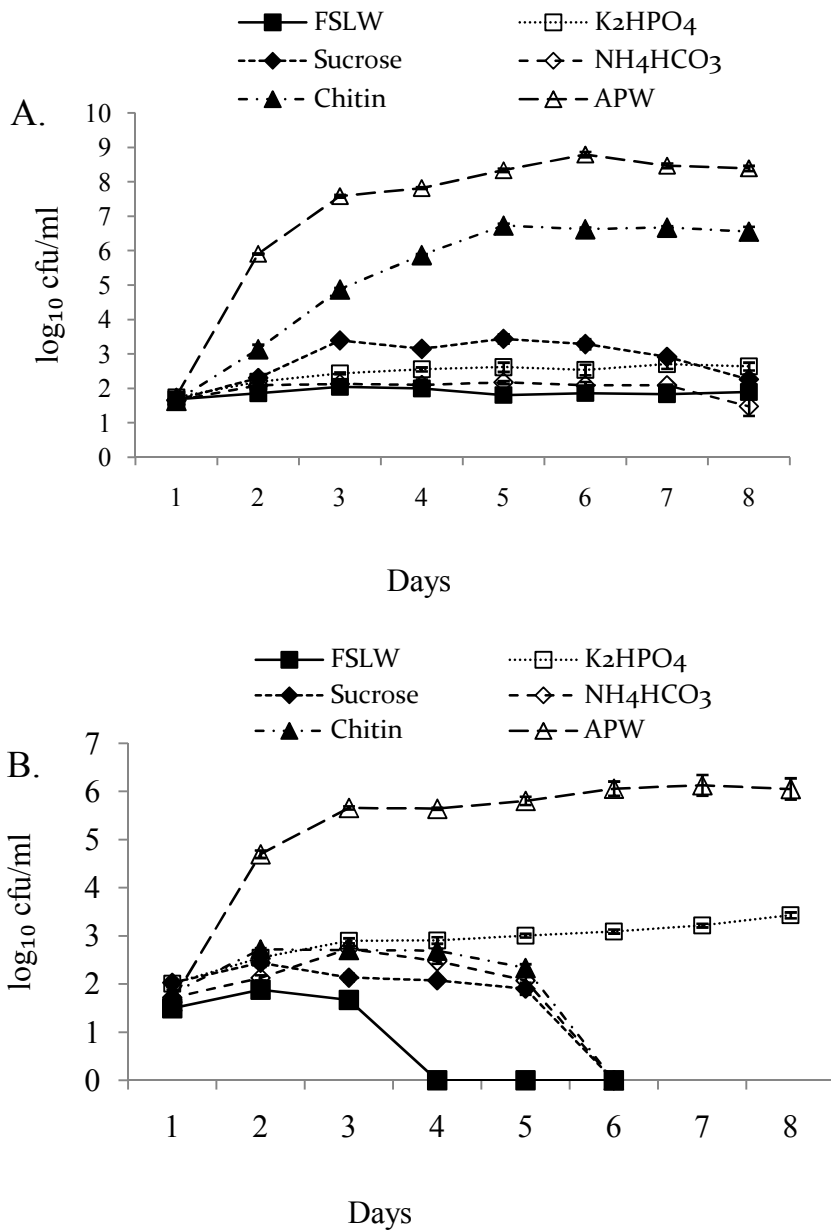 FSLW K2HPO4
Sucrose NH4HCO3
Chitin APW
A.
10
9
8
7
6
5
4
3
2
1
0
log10 cfu/ml
1 2 3 4 5 6 7 8
Days
FSLW K2HPO4
Sucrose NH4HCO3
Chitin APW
B.
7
6
5
4
3
2
1
0
log10 cfu/ml
1 2 3 4 5 6 7 8
Days